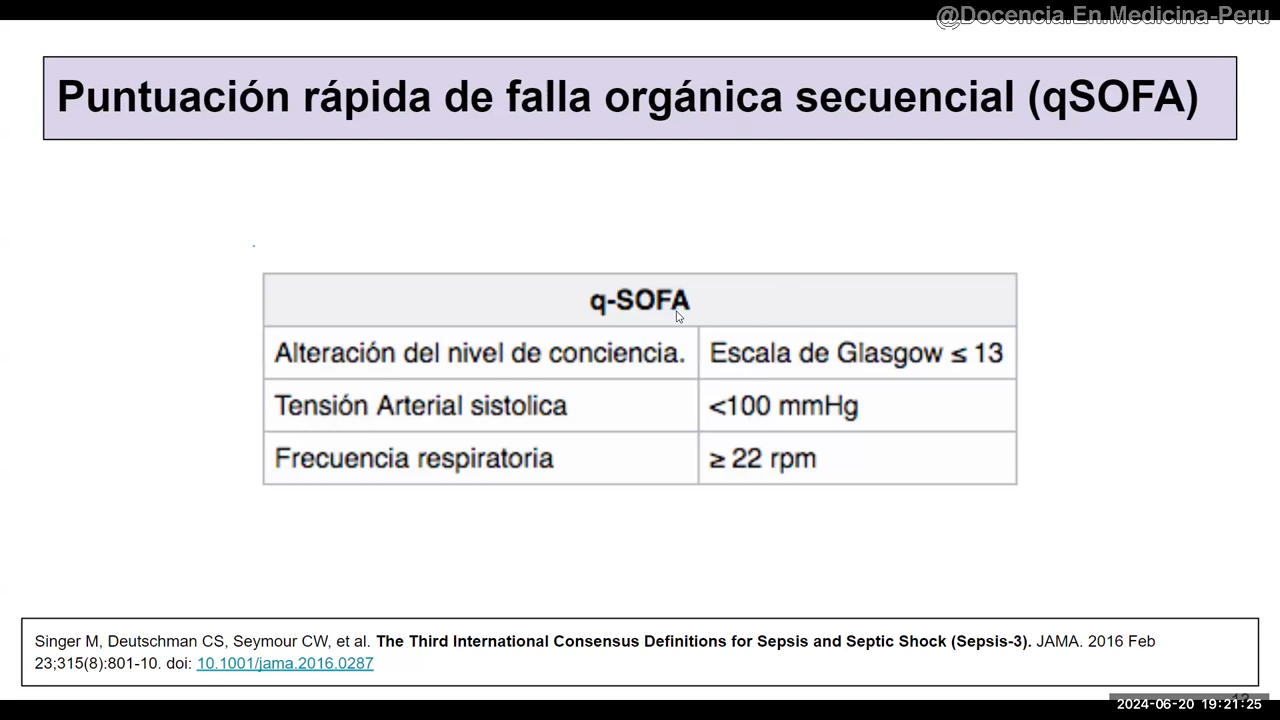 @Docencia.En.Medicina-Peru
Puntuación rápida de falla orgánica secuencial (qSOFA)
q-SOFA
Alteración del nivel de conciencia. Escala de Glasgow ≤ 13
Tensión Arterial sistolica <100 mmHg
Frecuencia respiratoria ≥ 22 rpm
Singer M, Deutschman CS, Seymour CW, et al. The Third International Consensus Definitions for Sepsis and Septic Shock (Sepsis-3). JAMA. 2016 Feb
23;315(8):801-10. doi: 10.1001/jama.2016.0287
2024-06-20 19:21:25